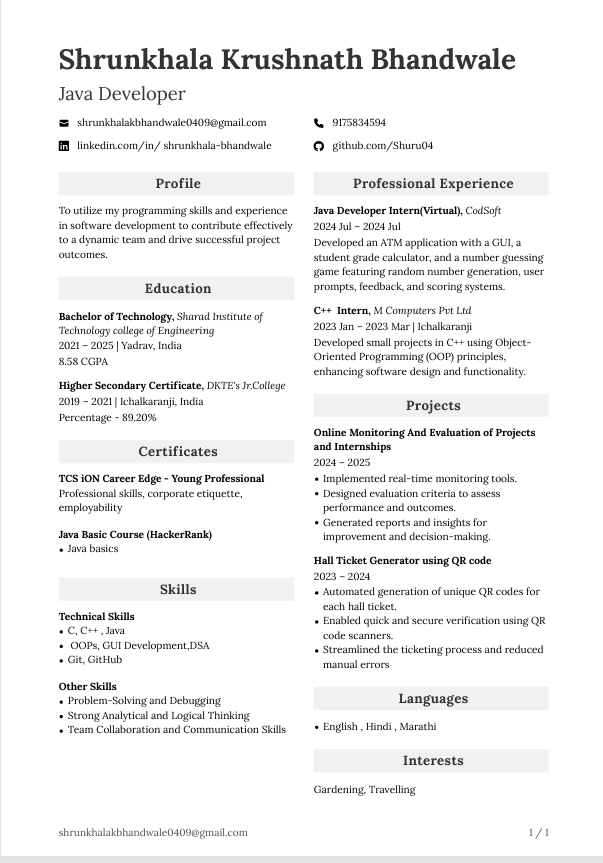 Shrunkhala Krushnath Bhandwale
Java Developer
shrunkhalakbhandwale0409@gmail.com
9175834594
linkedin.com/in/ shrunkhala-bhandwale
github.com/Shuru04
Profile
To utilize my programming skills and experience
in software development to contribute effectively
to a dynamic team and drive successful project
outcomes.
Education
Bachelor of Technology, Sharad Institute of
Technology college of Engineering
2021 – 2025 | Yadrav, India
8.58 CGPA
Higher Secondary Certificate, DKTE's Jr.College
2019 – 2021 | Ichalkaranji, India
Percentage - 89.20%
Certificates
TCS iON Career Edge - Young Professional
Professional skills, corporate etiquette,
employability
Java Basic Course (HackerRank)
• Java basics
Skills
Technical Skills
• C, C++ , Java
• OOPs, GUI Development,DSA
• Git, GitHub
Other Skills
• Problem-Solving and Debugging
• Strong Analytical and Logical Thinking
• Team Collaboration and Communication Skills
Professional Experience
Java Developer Intern(Virtual), CodSoft
2024 Jul – 2024 Jul
Developed an ATM application with a GUI, a
student grade calculator, and a number guessing
game featuring random number generation, user
prompts, feedback, and scoring systems.
C++ Intern, M Computers Pvt Ltd
2023 Jan – 2023 Mar | Ichalkaranji
Developed small projects in C++ using Object-
Oriented Programming (OOP) principles,
enhancing software design and functionality.
Projects
Online Monitoring And Evaluation of Projects
and Internships
2024 – 2025
• Implemented real-time monitoring tools.
• Designed evaluation criteria to assess
performance and outcomes.
• Generated reports and insights for
improvement and decision-making.
Hall Ticket Generator using QR code
2023 – 2024
• Automated generation of unique QR codes for
each hall ticket.
• Enabled quick and secure verification using QR
code scanners.
• Streamlined the ticketing process and reduced
manual errors
Languages
• English , Hindi , Marathi
Interests
Gardening, Travelling
shrunkhalakbhandwale0409@gmail.com
1 / 1